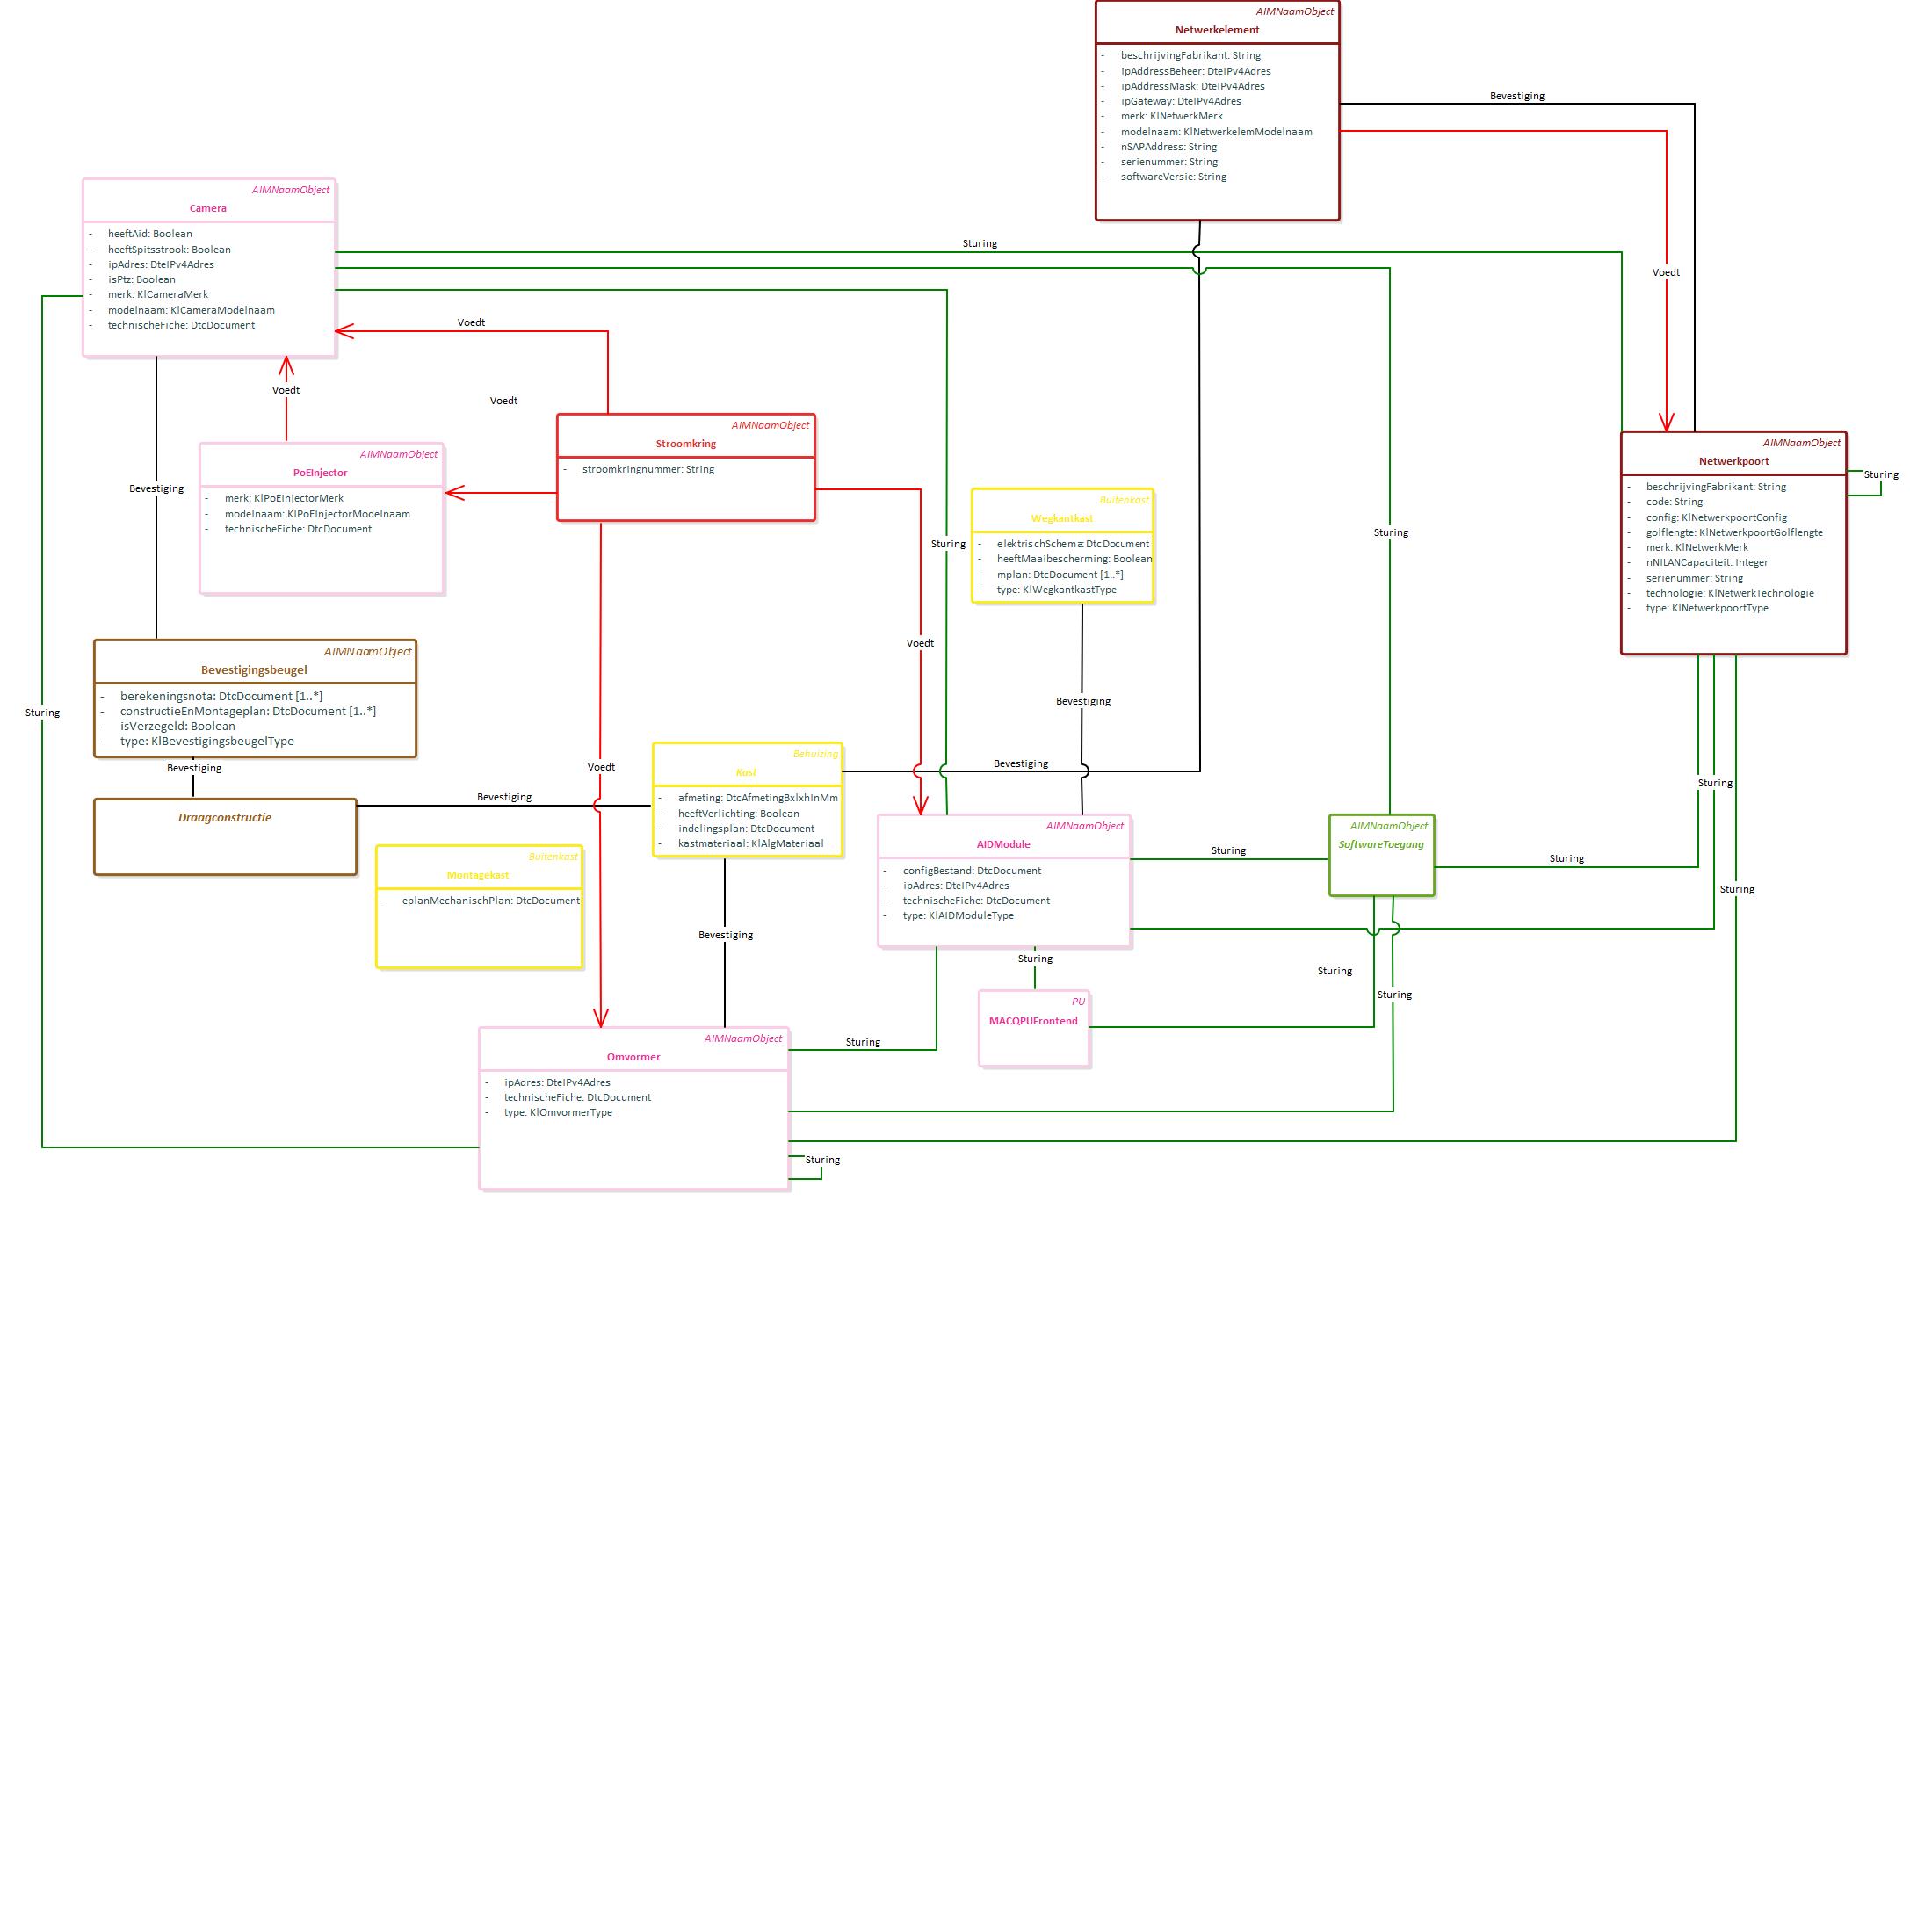 AIMNaamObject
Netwerkelement
- beschrijvingFabrikant: String
- ipAddressBeheer: DteIPv4Adres
- ipAddressMask: DteIPv4Adres
- ipGateway: DteIPv4Adres
- merk: KlNetwerkMerk
- modelnaam: KlNetwerkelemModelnaam
- nSAPAddress: String
- serienummer: String
- softwareVersie: String
Bevestiging
Voedt
AIMNaamObject
Camera
- heeftAid: Boolean
- heeftSpitsstrook: Boolean
- ipAdres: DteIPv4Adres
- isPtz: Boolean
- merk: KlCameraMerk
- modelnaam: KlCameraModelnaam
- technischeFiche: DtcDocument
Sturing
Voedt
Voedt
Voedt
AIMNaamObject
Stroomkring
- stroomkringnummer: String
AIMNaamObject
PoEInjector
- merk: KlPoEInjectorMerk
- modelnaam: KlPoEInjectorModelnaam
- technischeFiche: DtcDocument
Bevestiging
AIMNaamObject
Netwerkpoort
- beschrijvingFabrikant: String
- code: String
- config: KlNetwerkpoortConfig
- golflengte: KlNetwerkpoortGolflengte
- merk: KlNetwerkMerk
- nNILANCapaciteit: Integer
- serienummer: String
- technologie: KlNetwerkTechnologie
- type: KlNetwerkpoortType
Sturing
Buitenkast
Wegkantkast
- elektrischSchema: DtcDocument
- heeftMaaibescherming: Boolean
- mplan: DtcDocument [1..*]
- type: KlWegkantkastType
Sturing
Sturing
Voedt
Bevestiging
AIMNaamObject
Bevestigingsbeugel
- berekeningsnota: DtcDocument [1..*]
- constructieEnMontageplan: DtcDocument [1..*]
- isVerzegeld: Boolean
- type: KlBevestigingsbeugelType
Sturing
Bevestiging
Voedt
Bevestiging
Sturing
Behuizing
Kast
- afmeting: DtcAfmetingBxlxhInMm
- heeftVerlichting: Boolean
- indelingsplan: DtcDocument
- kastmateriaal: KlAlgMateriaal
Bevestiging
Draagconstructie
Buitenkast
Montagekast
- eplanMechanischPlan: DtcDocument
AIMNaamObject
AIDModule
- configBestand: DtcDocument
- ipAdres: DteIPv4Adres
- technischeFiche: DtcDocument
- type: KlAIDModuleType
Sturing
AIMNaamObject
SoftwareToegang
Sturing
Sturing
Bevestiging
Sturing
Sturing
Sturing
PU
MACQPUFrontend
AIMNaamObject
Omvormer
- ipAdres: DteIPv4Adres
- technischeFiche: DtcDocument
- type: KlOmvormerType
Sturing
Sturing